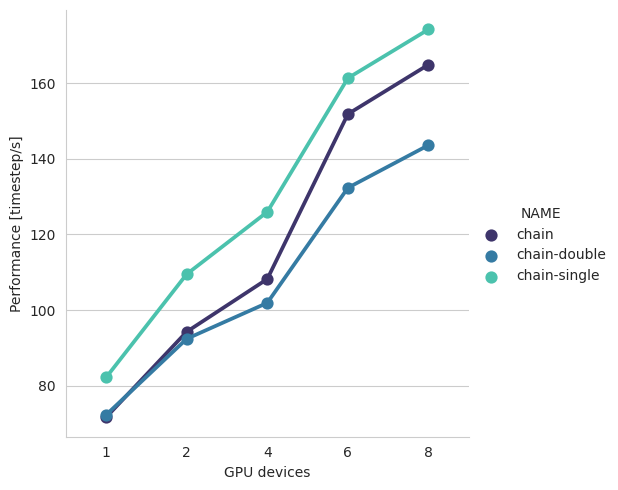 Performance [timestep/s]
160
140
120
100
80
1 2 4 6 8
GPU devices
NAME
chain
chain-double
chain-single